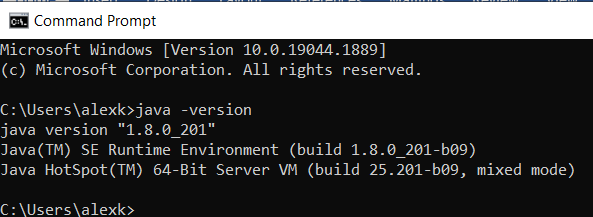 Command Prompt
Microsoft Windows [Version 10.0.19044.1889]
(c) Microsoft Corporation. All rights reserved.
C:\Users\alexk>java -version
java version "1.8.0_201"
Java(TM) SE Runtime Environment (build 1.8.0_201-b09)
Java HotSpot(TM) 64-Bit Server VM (build 25.201-b09, mixed mode)
C:\Users\alexk>